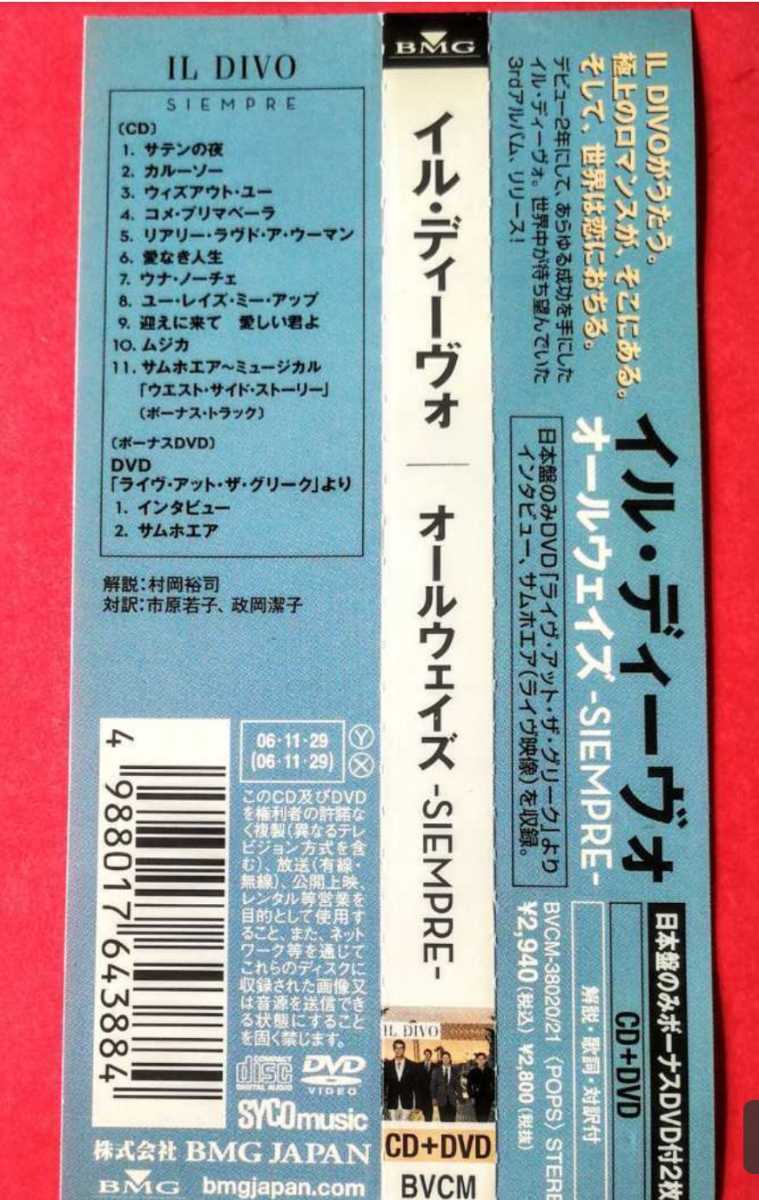 IL DIVO
SIEMPRE
〔CD〕
1. サテンの夜
2. カルーソー
3. ウィズアウト・ユー
4. コメ・プリマベーラ
5. リアリー・ラヴド・ア・ウーマン
6. 愛なき人生
7. ウナ・ノーチェ
8. ユー・レイズ・ミー・アップ
9. 迎えに来て 愛しい君よ
10. ムジカ
11. サムホエア〜ミュージカル
「ウエスト・サイド・ストーリー」
(ボーナス・トラック)
〔ボーナスDVD〕
DVD
「ライヴ・アット・ザ・グリーク」より
1. インタビュー
2. サムホエア
解説：村岡裕司
対訳：市原若子、政岡潔子
4 988017 643884
06・11・29
(06・11・29)
Y
X
このCD及びDVD
を権利者の許諾な
く複製(異なるテレ
ビジョン方式を含
む)、放送(有線・
無線)、公開上映、
レンタル等営業を
目的として使用す
ること、また、ネット
ワーク等を通じて
これらのディスクに
収録された画像又
は音源を送信でき
る状態にすること
を固く禁じます。
COMPACT
disc
DIGITAL AUDIO
DVD
VIDEO
SYCOmusic
株式会社 BMG JAPAN
BMG bmgjapan.com
BMG
イル・ディーヴォ
オールウェイズ -SIEMPRE-
IL DIVO
CD+DVD
BVCM
IL DIVOがうたう。
極上のロマンスが、そこにある。
そして、世界は恋におちる。
デビュー2年にして、あらゆる成功を手にした
イル・ディーヴォ。世界中が待ち望んでいた
3rdアルバム、リリース！
イル・ディーヴォ
オールウェイズ -SIEMPRE-
日本盤のみDVD「ライヴ・アット・ザ・グリーク」より
インタビュー、サムホエア(ライヴ映像)を収録。
日本盤のみボーナスDVD付2枚
CD+DVD
解説・歌詞・対訳付
BVCM-38020/21 〈POPS〉 STERE
¥2,940(税込) ¥2,800(税抜)